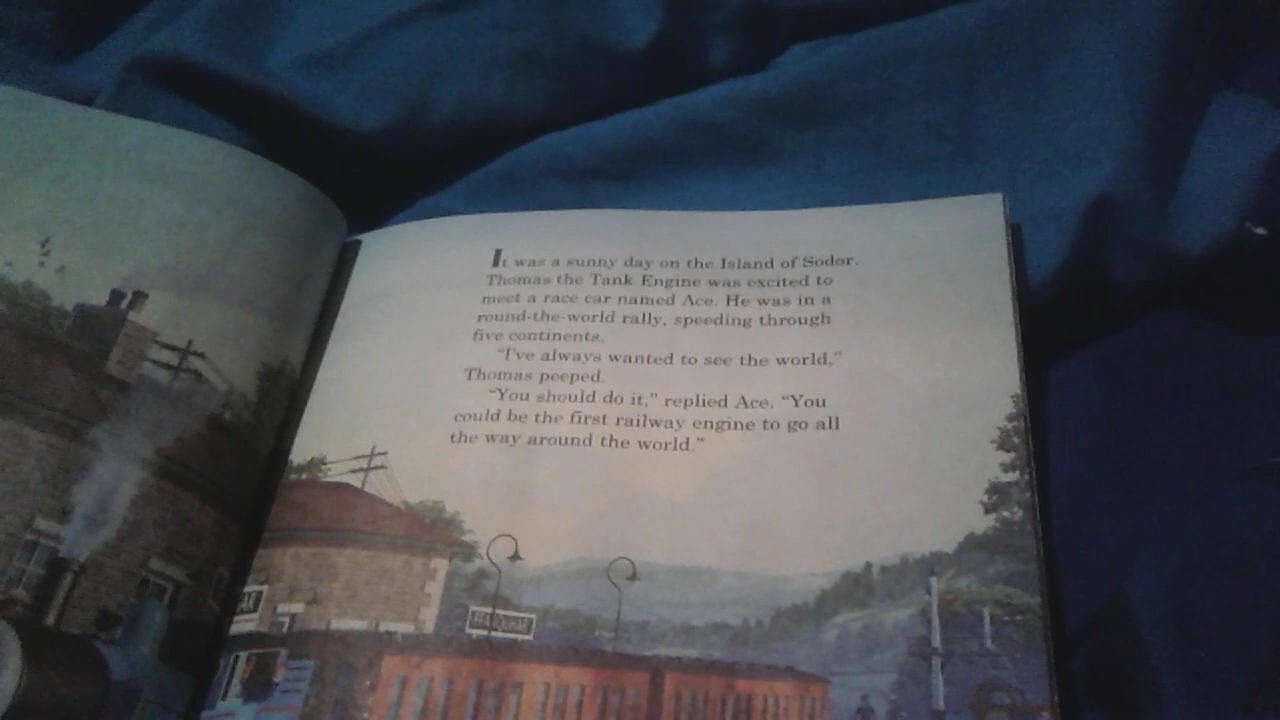 It was a sunny day on the Island of Sodor.
Thomas the Tank Engine was excited to
meet a race car named Ace. He was in a
round-the-world rally, speeding through
five continents.
“I’ve always wanted to see the world,”
Thomas peeped.
“You should do it,” replied Ace. “You
could be the first railway engine to go all
the way around the world.”